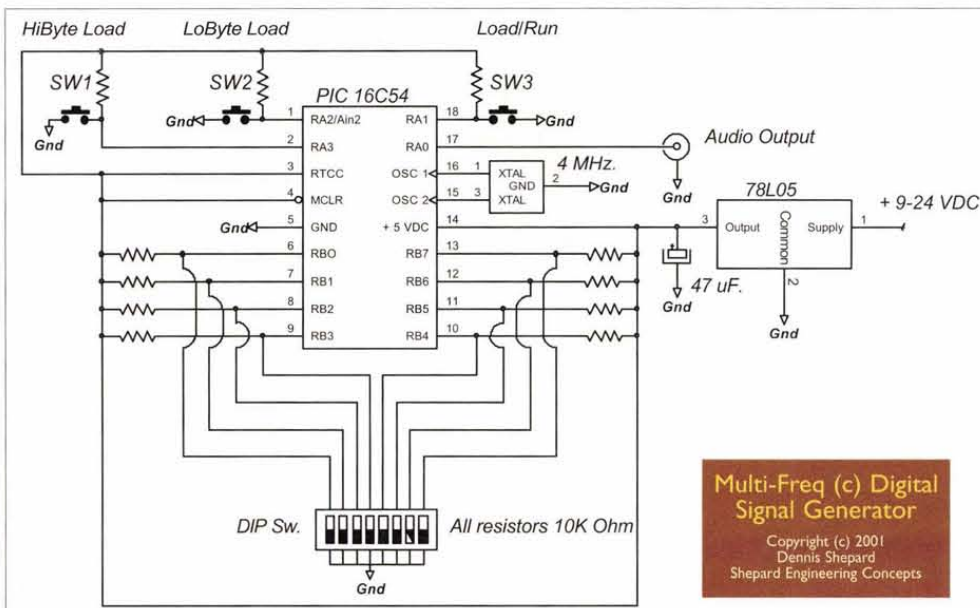 HiByte Load
LoByte Load
Load/Run
SW1
SW2
SW3
PIC 16C54
Gnd
Gnd
Gnd
1 RA2/Ain2 RA1 18
2 RA3 RA0 17
3 RTCC OSC 1 16
4 MCLR OSC 2 15
5 GND + 5 VDC 14
6 RBO RB7 13
7 RB1 RB6 12
8 RB2 RB5 11
9 RB3 RB4 10
Gnd
Audio Output
Gnd
4 MHz.
1 XTAL
GND 2
3 XTAL
Gnd
78L05
+ 9-24 VDC
3 Output Common Supply 1
2
Gnd
47 uF.
Gnd
DIP Sw.
All resistors 10K Ohm
Gnd
Multi-Freq (c) Digital
Signal Generator
Copyright (c) 2001
Dennis Shepard
Shepard Engineering Concepts